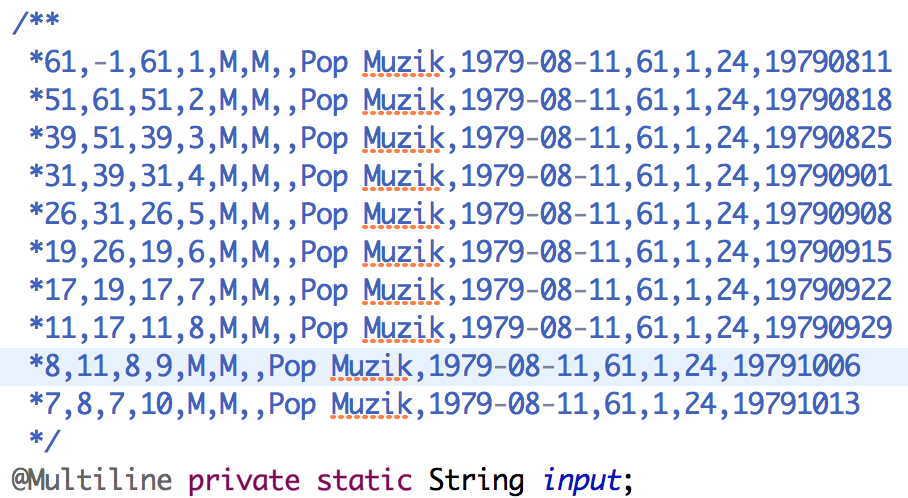 /**
*61,-1,61,1,M,M,,Pop Muzik,1979-08-11,61,1,24,19790811
*51,61,51,2,M,M,,Pop Muzik,1979-08-11,61,1,24,19790818
*39,51,39,3,M,M,,Pop Muzik,1979-08-11,61,1,24,19790825
*31,39,31,4,M,M,,Pop Muzik,1979-08-11,61,1,24,19790901
*26,31,26,5,M,M,,Pop Muzik,1979-08-11,61,1,24,19790908
*19,26,19,6,M,M,,Pop Muzik,1979-08-11,61,1,24,19790915
*17,19,17,7,M,M,,Pop Muzik,1979-08-11,61,1,24,19790922
*11,17,11,8,M,M,,Pop Muzik,1979-08-11,61,1,24,19790929
*8,11,8,9,M,M,,Pop Muzik,1979-08-11,61,1,24,19791006
*7,8,7,10,M,M,,Pop Muzik,1979-08-11,61,1,24,19791013
*/
@Multiline private static String input;